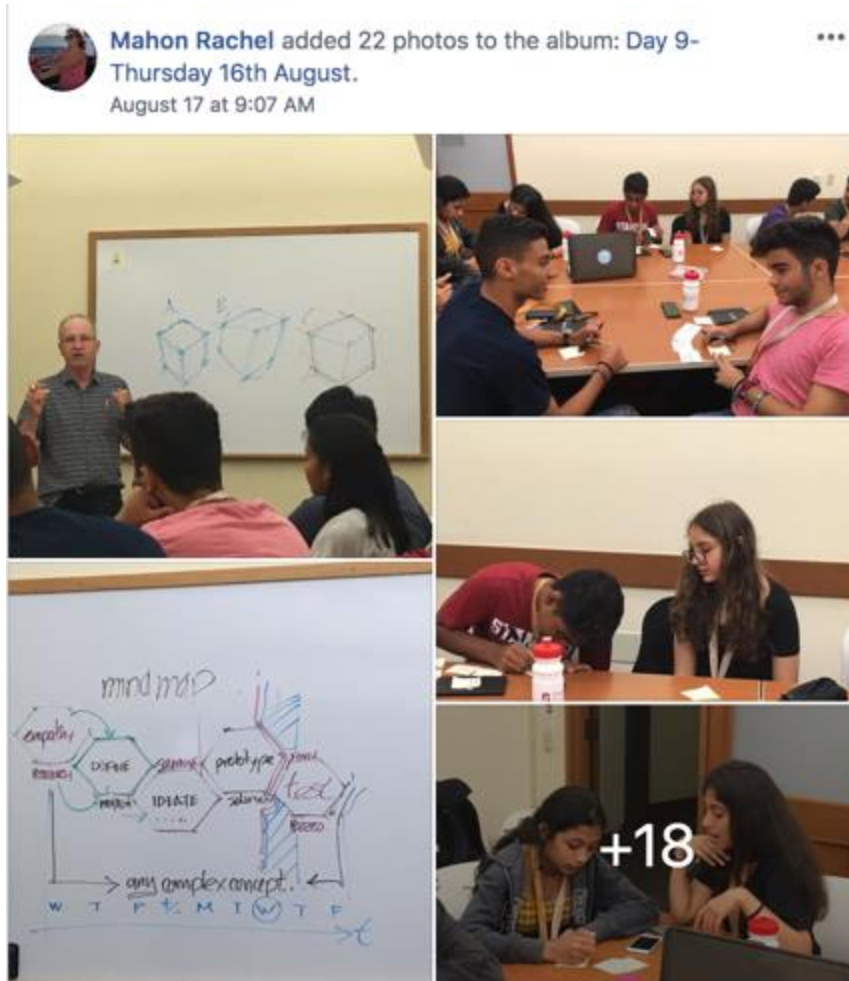 Mahon Rachel added 22 photos to the album: Day 9-
Thursday 16th August.
August 17 at 9:07 AM
A B
mind map
empathy
DEFINE
prototype
test
IDEATE
any complex concept.
W T F M T W T F
t
+18